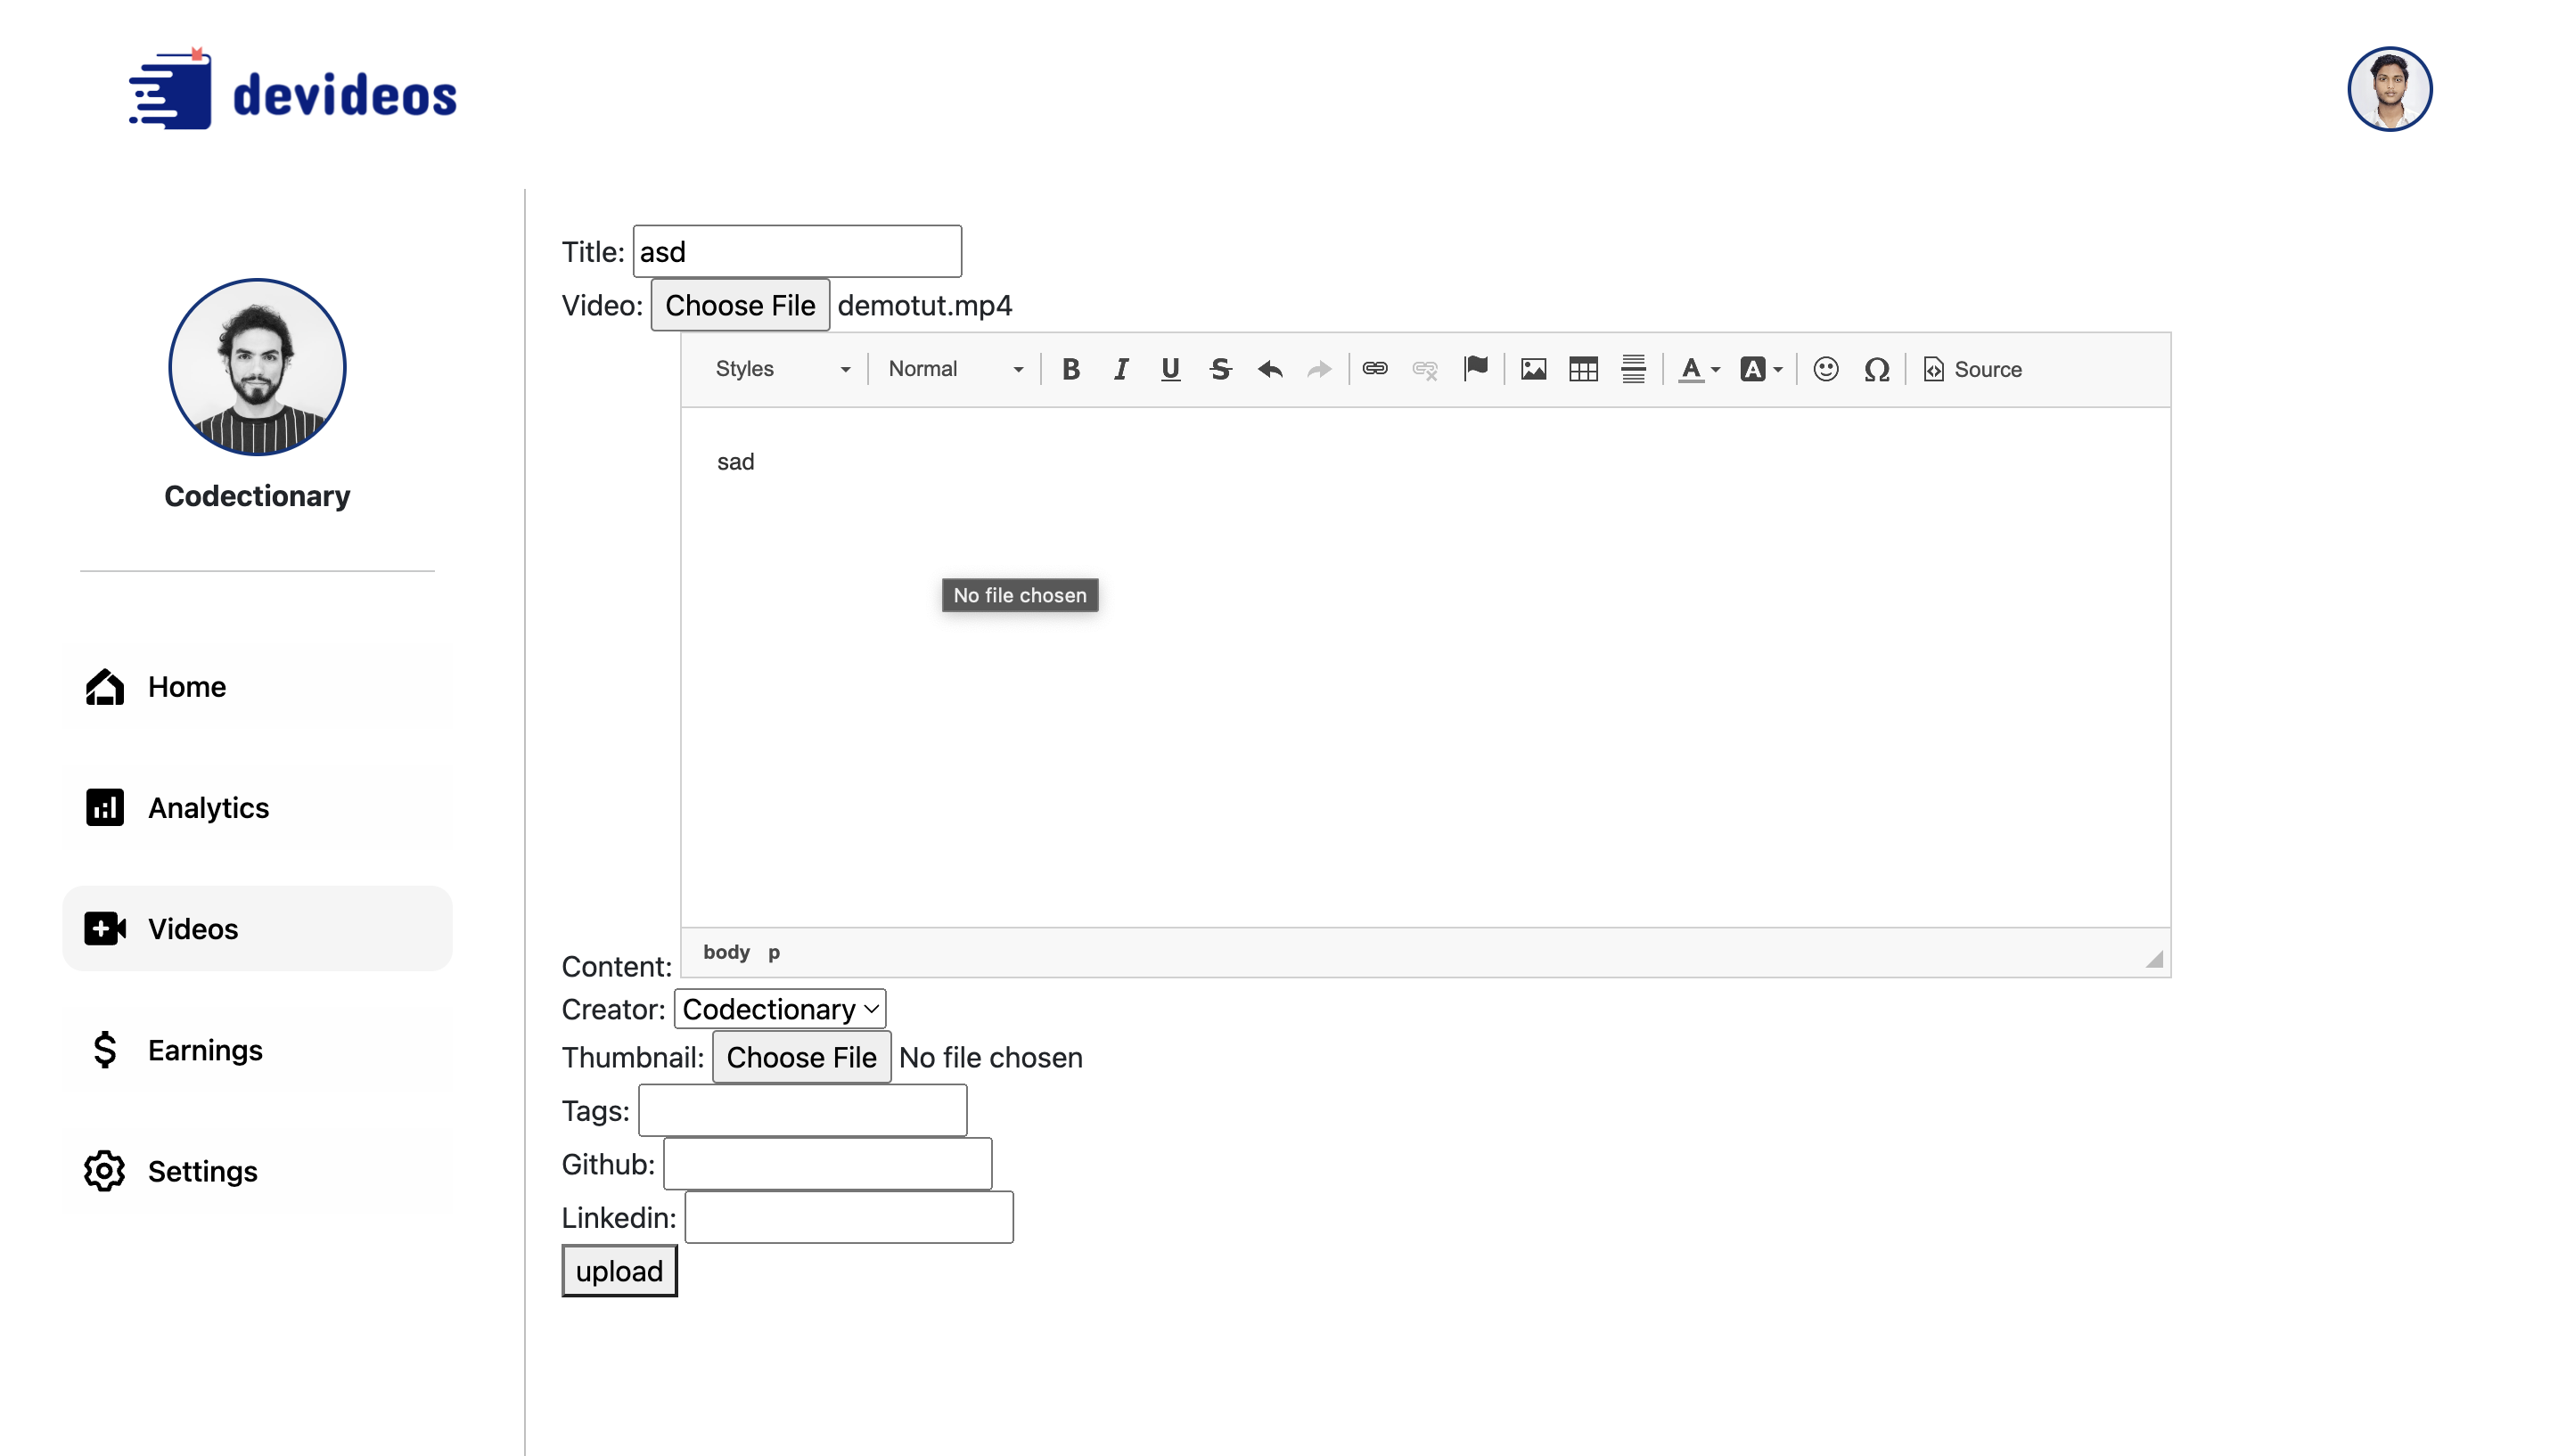 devideos
Codectionary
Home
Analytics
Videos
Earnings
Settings
Title: asd
Video: Choose File demotut.mp4
Styles Normal B I U S A A Ω Source
sad
No file chosen
body p
Content:
Creator: Codectionary
Thumbnail: Choose File No file chosen
Tags:
Github:
Linkedin:
upload